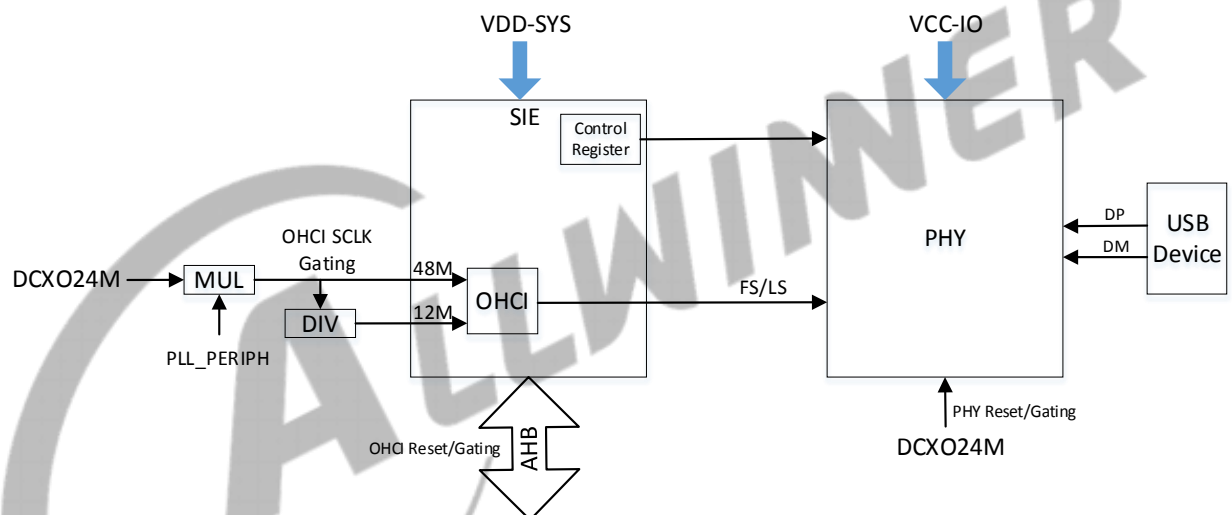 VDD-SYS
VCC-IO
SIE
Control
Register
OHCI SCLK
Gating
DCXO24M
MUL
48M
OHCI
FS/LS
PHY
DP
DM
USB
Device
DIV
12M
PLL_PERIPH
OHCI Reset/Gating
AHB
PHY Reset/Gating
DCXO24M
ALLWINNER